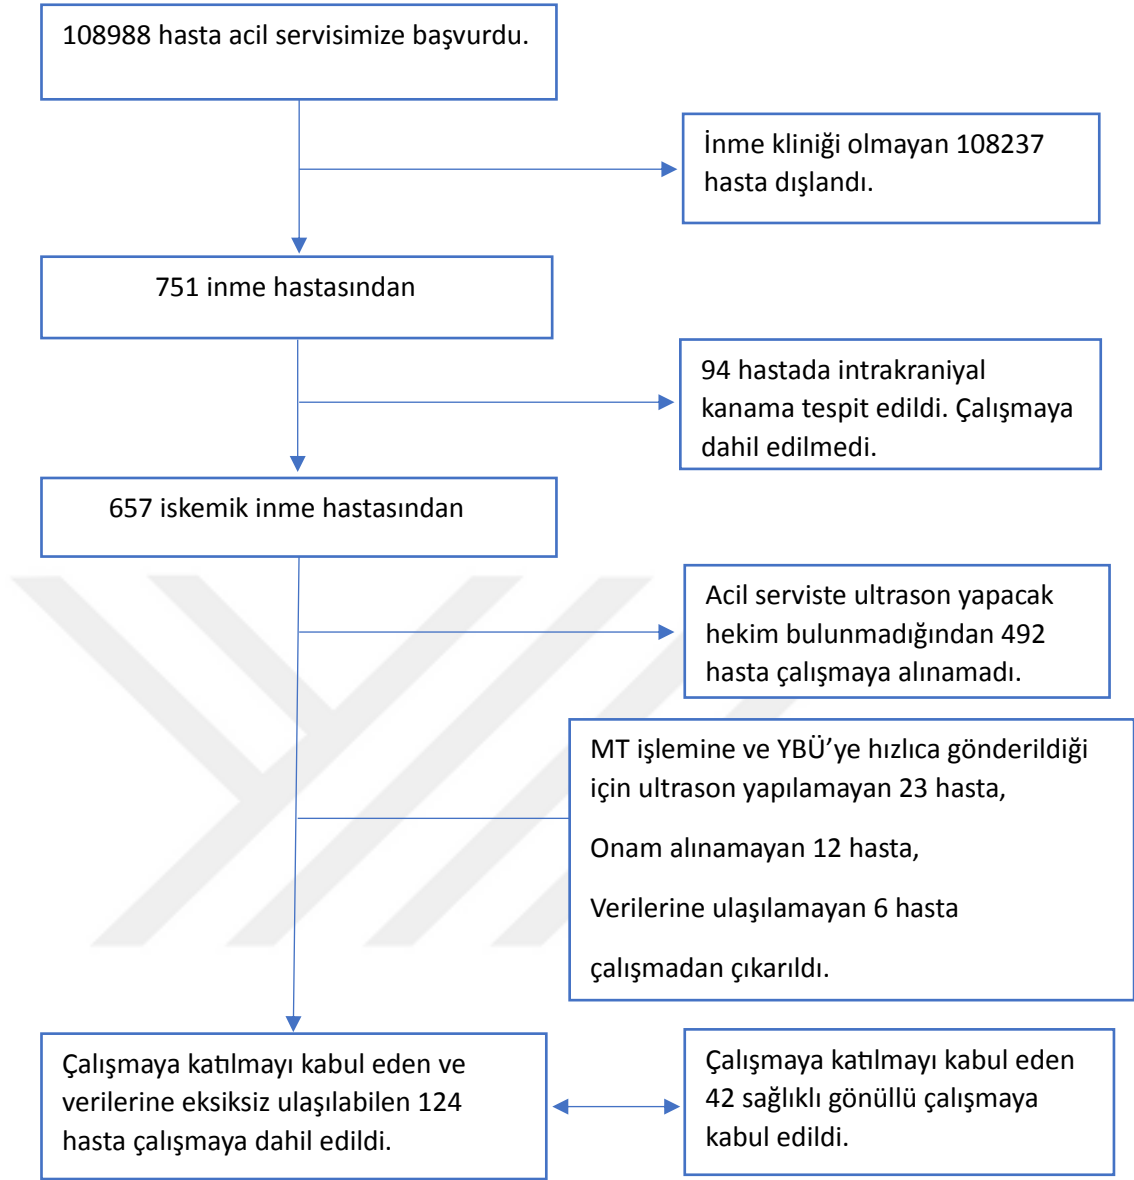 108988 hasta acil servisimize başvurdu.
İnme kliniği olmayan 108237
hasta dışlandı.
751 inme hastasından
94 hastada intrakraniyal
kanama tespit edildi. Çalışmaya
dahil edilmedi.
657 iskemik inme hastasından
Acil serviste ultrason yapacak
hekim bulunmadığından 492
hasta çalışmaya alınamadı.
MT işlemine ve YBÜ’ye hızlıca gönderildiği
için ultrason yapılamayan 23 hasta,
Onam alınamayan 12 hasta,
Verilerine ulaşılamayan 6 hasta
çalışmadan çıkarıldı.
Çalışmaya katılmayı kabul eden ve
verilerine eksiksiz ulaşılabilen 124
hasta çalışmaya dahil edildi.
Çalışmaya katılmayı kabul eden
42 sağlıklı gönüllü çalışmaya
kabul edildi.